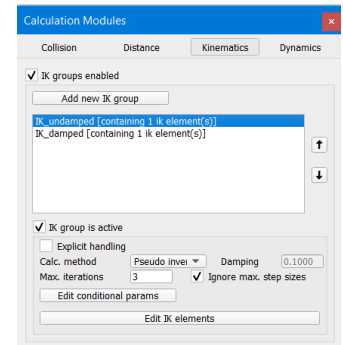 Calculation Modules
Collision Distance Kinematics Dynamics
IK groups enabled
Add new IK group
IK_undamped [containing 1 ik element(s)]
IK_damped [containing 1 ik element(s)]
IK group is active
Explicit handling
Calc. method Pseudo inver Damping 0.1000
Max. iterations 3 Ignore max. step sizes
Edit conditional params
Edit IK elements